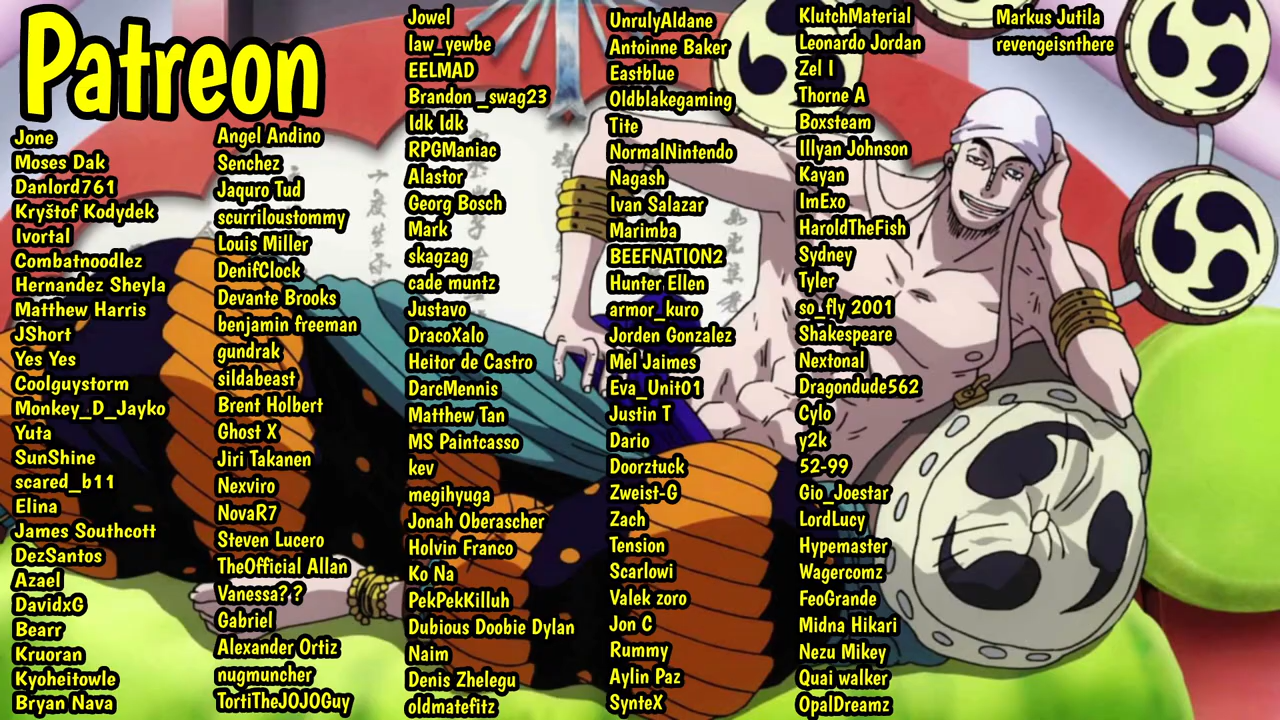 Patreon
Jone
Moses Dak
Danlord761
Kryštof Kodydek
Ivortal
Combatnoodlez
Hernandez Sheyla
Matthew Harris
JShort
Yes Yes
Coolguystorm
Monkey_D_Jayko
Yuta
SunShine
scared_b11
Elina
James Southcott
DezSantos
Azael
DavidxG
Bearr
Kruoran
Kyoheitowle
Bryan Nava
Angel Andino
Senchez
Jaquro Tud
scurriloustommy
Louis Miller
DenifClock
Devante Brooks
benjamin freeman
gundrak
sildabeast
Brent Holbert
Ghost X
Jiri Takanen
Nexviro
NovaR7
Steven Lucero
TheOfficial Allan
Vanessa? ?
Gabriel
Alexander Ortiz
nugmuncher
TortiTheJOJOGuy
Jowel
law_yewbe
EELMAD
Brandon _swag23
Idk Idk
RPGManiac
Alastor
Georg Bosch
Mark
skagzag
cade muntz
Justavo
DracoXalo
Heitor de Castro
DarcMennis
Matthew Tan
MS Paintcasso
kev
megihyuga
Jonah Oberascher
Holvin Franco
Ko Na
PekPekKilluh
Dubious Doobie Dylan
Naim
Denis Zhelegu
oldmatefitz
UnrulyAldane
Antoinne Baker
Eastblue
Oldblakegaming
Tite
NormalNintendo
Nagash
Ivan Salazar
Marimba
BEEFNATION2
Hunter Ellen
armor_kuro
Jorden Gonzalez
Mel Jaimes
Eva_Unit01
Justin T
Dario
Doorztuck
Zweist-G
Zach
Tension
Scarlowi
Valek zoro
Jon C
Rummy
Aylin Paz
SynteX
KlutchMaterial
Leonardo Jordan
Zel I
Thorne A
Boxsteam
Illyan Johnson
Kayan
ImExo
HaroldTheFish
Sydney
Tyler
so_fly 2001
Shakespeare
Nextonal
Dragondude562
Cylo
y2k
52-99
Gio_Joestar
LordLucy
Hypemaster
Wagercomz
FeoGrande
Midna Hikari
Nezu Mikey
Quai walker
OpalDreamz
Markus Jutila
revengeisnthere